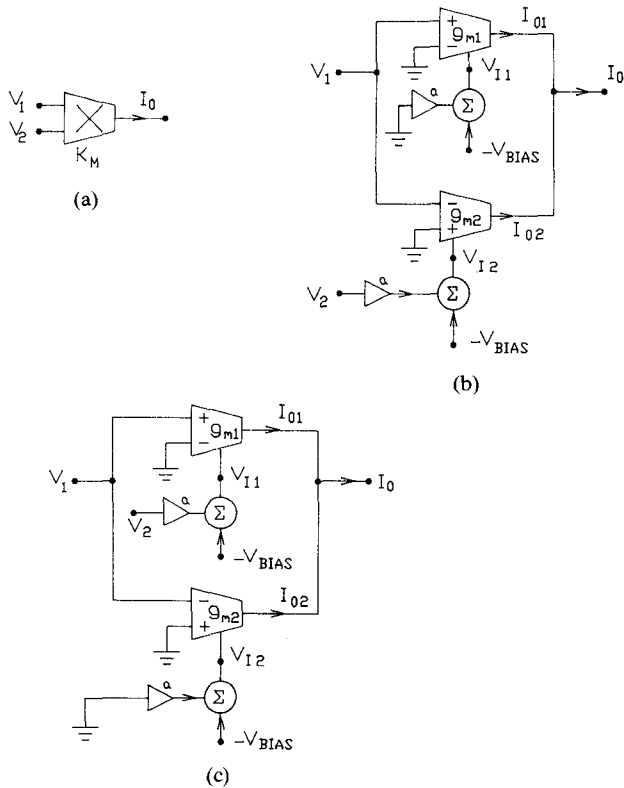 V1
V2
I0
KM
(a)
V1
+
gm1
−
I01
VI1
a
Σ
−VBIAS
I0
−
gm2
+
I02
VI2
V2
a
Σ
−VBIAS
(b)
V1
+
gm1
−
I01
VI1
V2
a
Σ
−VBIAS
I0
−
gm2
+
I02
VI2
a
Σ
−VBIAS
(c)